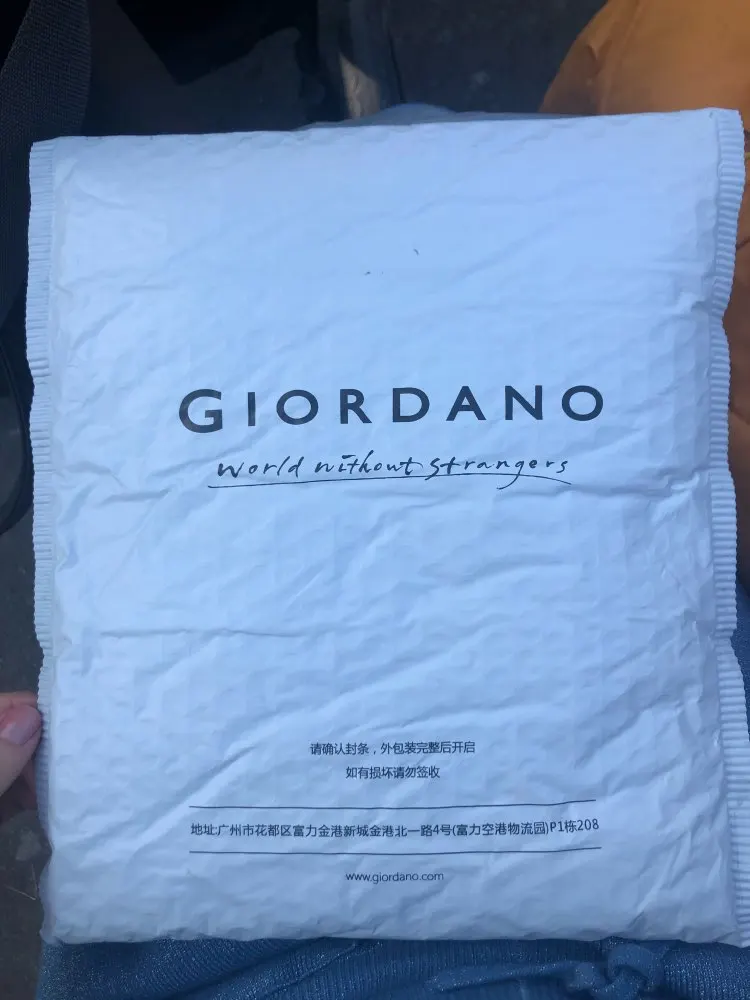 GIORDANO
World without strangers
请确认封条，外包装完整后开启
如有损坏请勿签收
地址:广州市花都区富力金港新城金港北一路4号(富力空港物流园)P1栋208
www.giordano.com